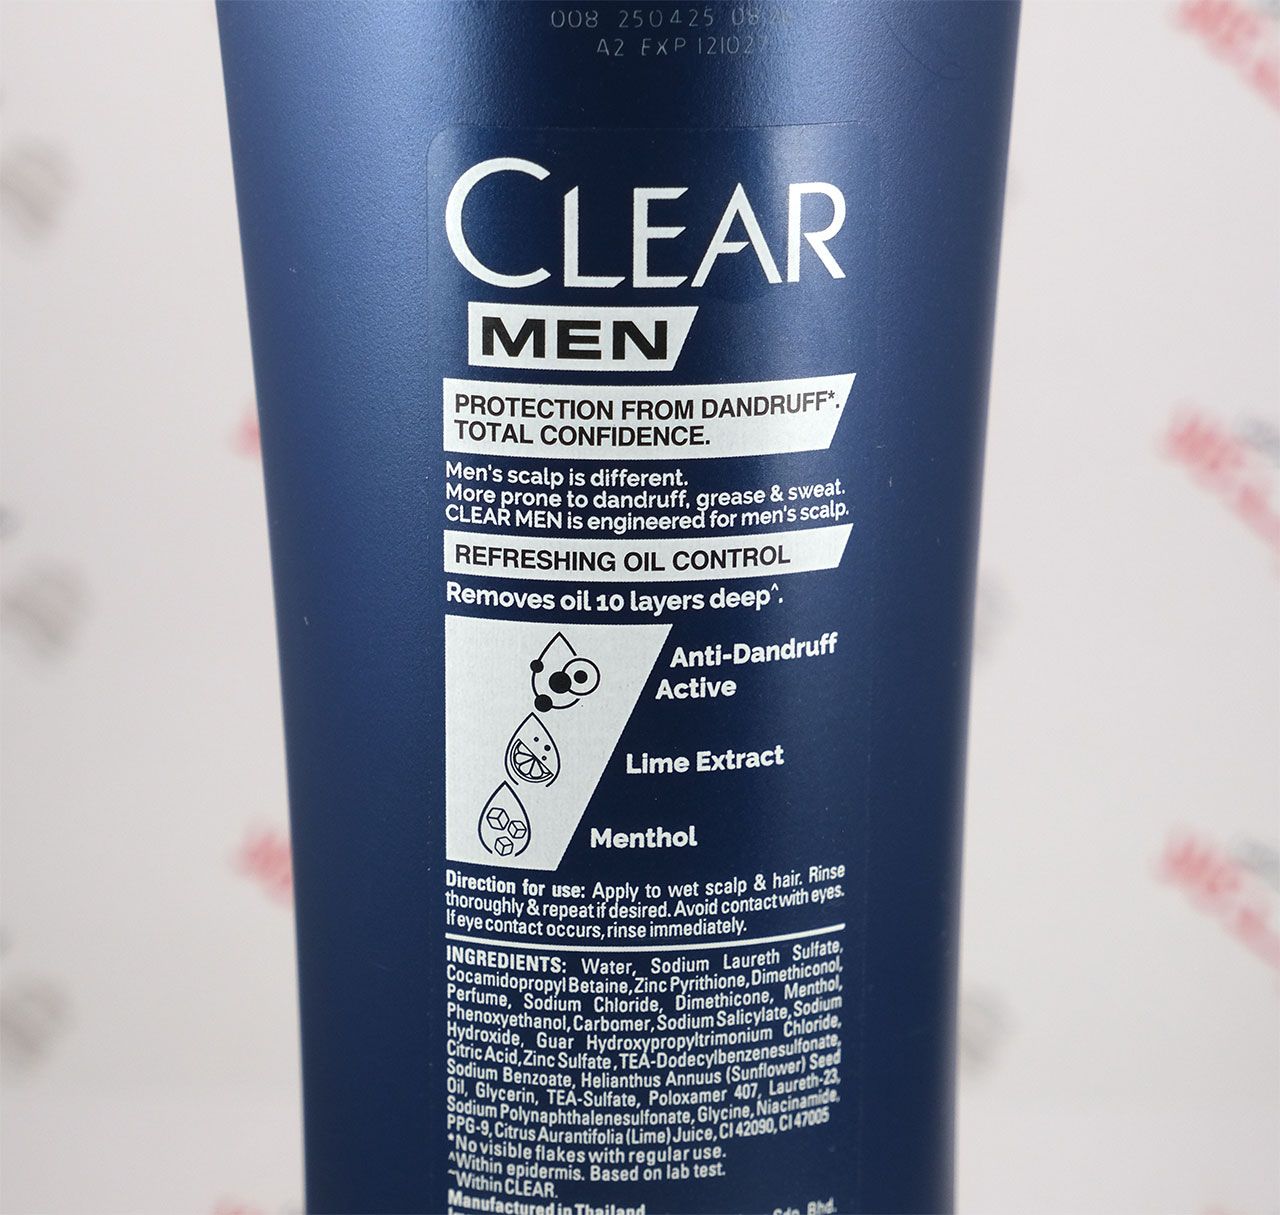 008 250425 08:26
A2 EXP 121027
CLEAR
MEN
PROTECTION FROM DANDRUFF*.
TOTAL CONFIDENCE.
Men's scalp is different.
More prone to dandruff, grease & sweat.
CLEAR MEN is engineered for men's scalp.
REFRESHING OIL CONTROL
Removes oil 10 layers deep^.
Anti-Dandruff
Active
Lime Extract
Menthol
Direction for use: Apply to wet scalp & hair. Rinse
thoroughly & repeat if desired. Avoid contact with eyes.
If eye contact occurs, rinse immediately.
INGREDIENTS: Water, Sodium Laureth Sulfate,
Cocamidopropyl Betaine, Zinc Pyrithione, Dimethiconol,
Perfume, Sodium Chloride, Dimethicone, Menthol,
Phenoxyethanol, Carbomer, Sodium Salicylate, Sodium
Hydroxide, Guar Hydroxypropyltrimonium Chloride,
Citric Acid, Zinc Sulfate, TEA-Dodecylbenzenesulfonate,
Sodium Benzoate, Helianthus Annuus (Sunflower) Seed
Oil, Glycerin, TEA-Sulfate, Poloxamer 407, Laureth-23,
Sodium Polynaphthalenesulfonate, Glycine, Niacinamide,
PPG-9, Citrus Aurantifolia (Lime) Juice, CI 42090, CI 47005
*No visible flakes with regular use.
^Within epidermis. Based on lab test.
~Within CLEAR.
Manufactured in Thailand
Sdn. Bhd.